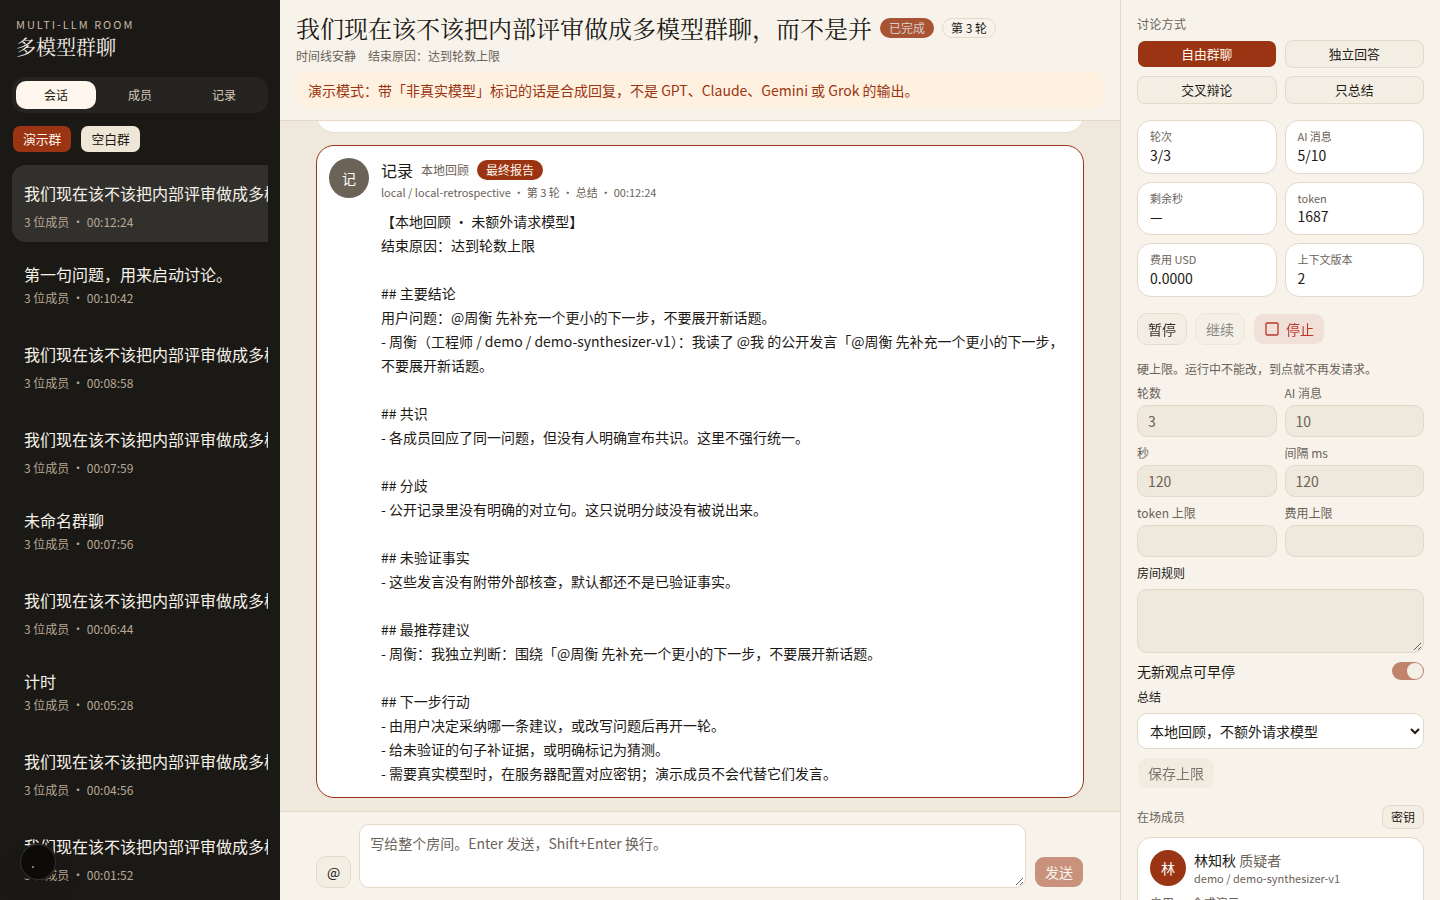 MULTI-LLM ROOM
多模型群聊
会话
成员
记录
演示群
空白群
我们现在该不该把内部评审做成多
3 位成员 · 00:12:24
第一句问题，用来启动讨论。
3 位成员 · 00:10:42
我们现在该不该把内部评审做成多
3 位成员 · 00:08:58
我们现在该不该把内部评审做成多
3 位成员 · 00:07:59
未命名群聊
3 位成员 · 00:07:56
我们现在该不该把内部评审做成多
3 位成员 · 00:06:44
计时
3 位成员 · 00:05:28
我们现在该不该把内部评审做成多
3 位成员 · 00:04:56
我们现在该不该把内部评审做成多
成员 · 00:01:52
我们现在该不该把内部评审做成多模型群聊，而不是并
已完成
第 3 轮
时间线安静 结束原因：达到轮数上限
演示模式：带「非真实模型」标记的话是合成回复，不是 GPT、Claude、Gemini 或 Grok 的输出。
记
记录 本地回顾 最终报告
local / local-retrospective · 第 3 轮 · 总结 · 00:12:24
【本地回顾 · 未额外请求模型】
结束原因：达到轮数上限
## 主要结论
用户问题：@周衡 先补充一个更小的下一步，不要展开新话题。
- 周衡（工程师 / demo / demo-synthesizer-v1）：我读了 @我 的公开发言「@周衡 先补充一个更小的下一步，
不要展开新话题。
## 共识
- 各成员回应了同一问题，但没有人明确宣布共识。这里不强行统一。
## 分歧
- 公开记录里没有明确的对立句。这只说明分歧没有被说出来。
## 未验证事实
- 这些发言没有附带外部核查，默认都还不是已验证事实。
## 最推荐建议
- 周衡：我独立判断：围绕「@周衡 先补充一个更小的下一步，不要展开新话题。
## 下一步行动
- 由用户决定采纳哪一条建议，或改写问题后再开一轮。
- 给未验证的句子补证据，或明确标记为猜测。
- 需要真实模型时，在服务器配置对应密钥；演示成员不会代替它们发言。
@
写给整个房间。Enter 发送，Shift+Enter 换行。
发送
讨论方式
自由群聊
独立回答
交叉辩论
只总结
轮次
3/3
AI 消息
5/10
剩余秒
—
token
1687
费用 USD
0.0000
上下文版本
2
暂停
继续
停止
硬上限。运行中不能改，到点就不再发请求。
轮数
AI 消息
3
10
秒
间隔 ms
120
120
token 上限
费用上限
房间规则
无新观点可早停
总结
本地回顾，不额外请求模型
保存上限
在场成员
密钥
林
林知秋 质疑者
demo / demo-synthesizer-v1